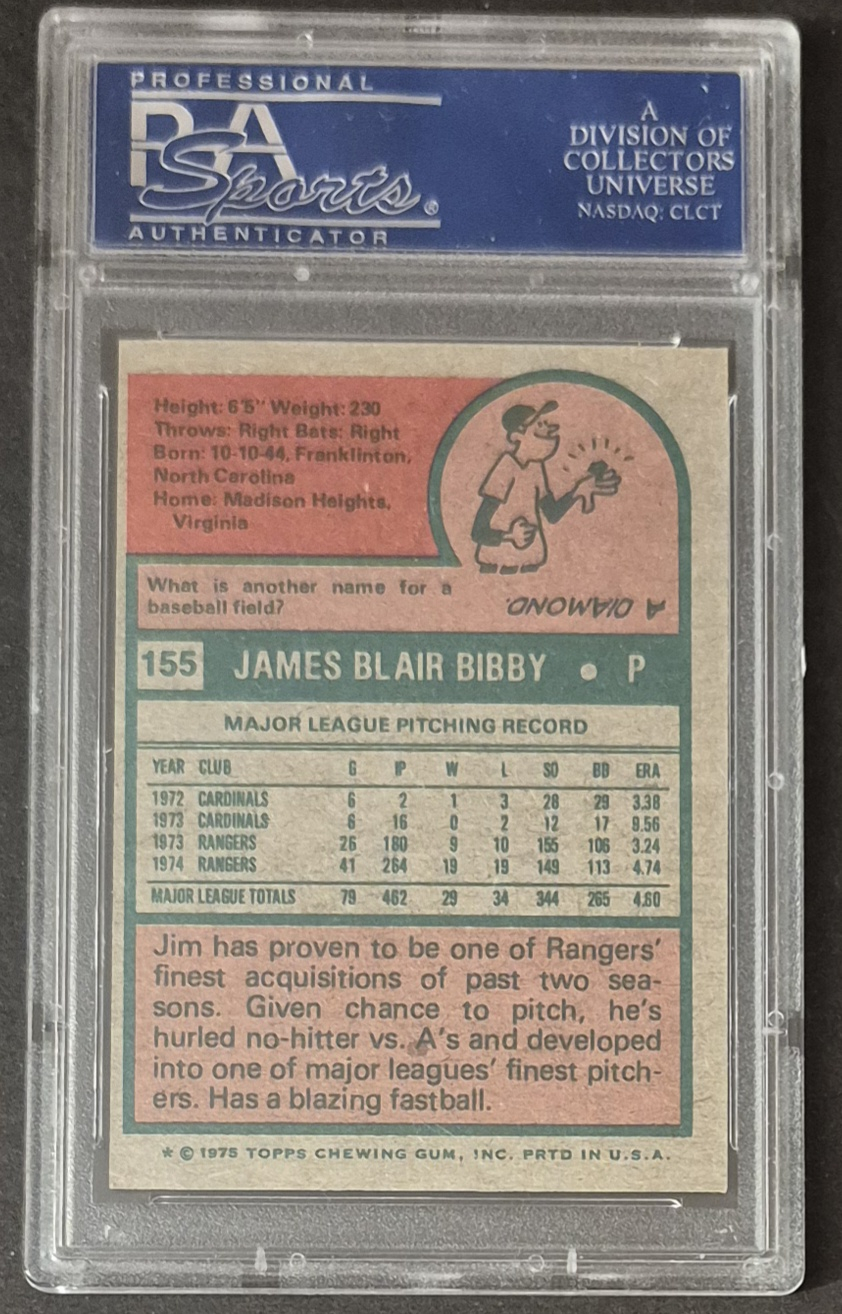 PROFESSIONAL
PSA
Sports®
AUTHENTICATOR
A
DIVISION OF
COLLECTORS
UNIVERSE
NASDAQ: CLCT
Height: 6'5" Weight: 230
Throws: Right Bats: Right
Born: 10-10-44, Franklinton,
North Carolina
Home: Madison Heights,
Virginia
What is another name for a
baseball field?
A DIAMOND.
155 JAMES BLAIR BIBBY • P
MAJOR LEAGUE PITCHING RECORD
YEAR CLUB G IP W L SO BB ERA
1972 CARDINALS 6 2 1 3 28 29 3.38
1973 CARDINALS 6 16 0 2 12 17 9.56
1973 RANGERS 26 180 9 10 155 106 3.24
1974 RANGERS 41 264 19 19 149 113 4.74
MAJOR LEAGUE TOTALS 79 462 29 34 344 265 4.60
Jim has proven to be one of Rangers'
finest acquisitions of past two sea-
sons. Given chance to pitch, he's
hurled no-hitter vs. A's and developed
into one of major leagues' finest pitch-
ers. Has a blazing fastball.
* © 1975 TOPPS CHEWING GUM, INC. PRTD IN U.S.A.